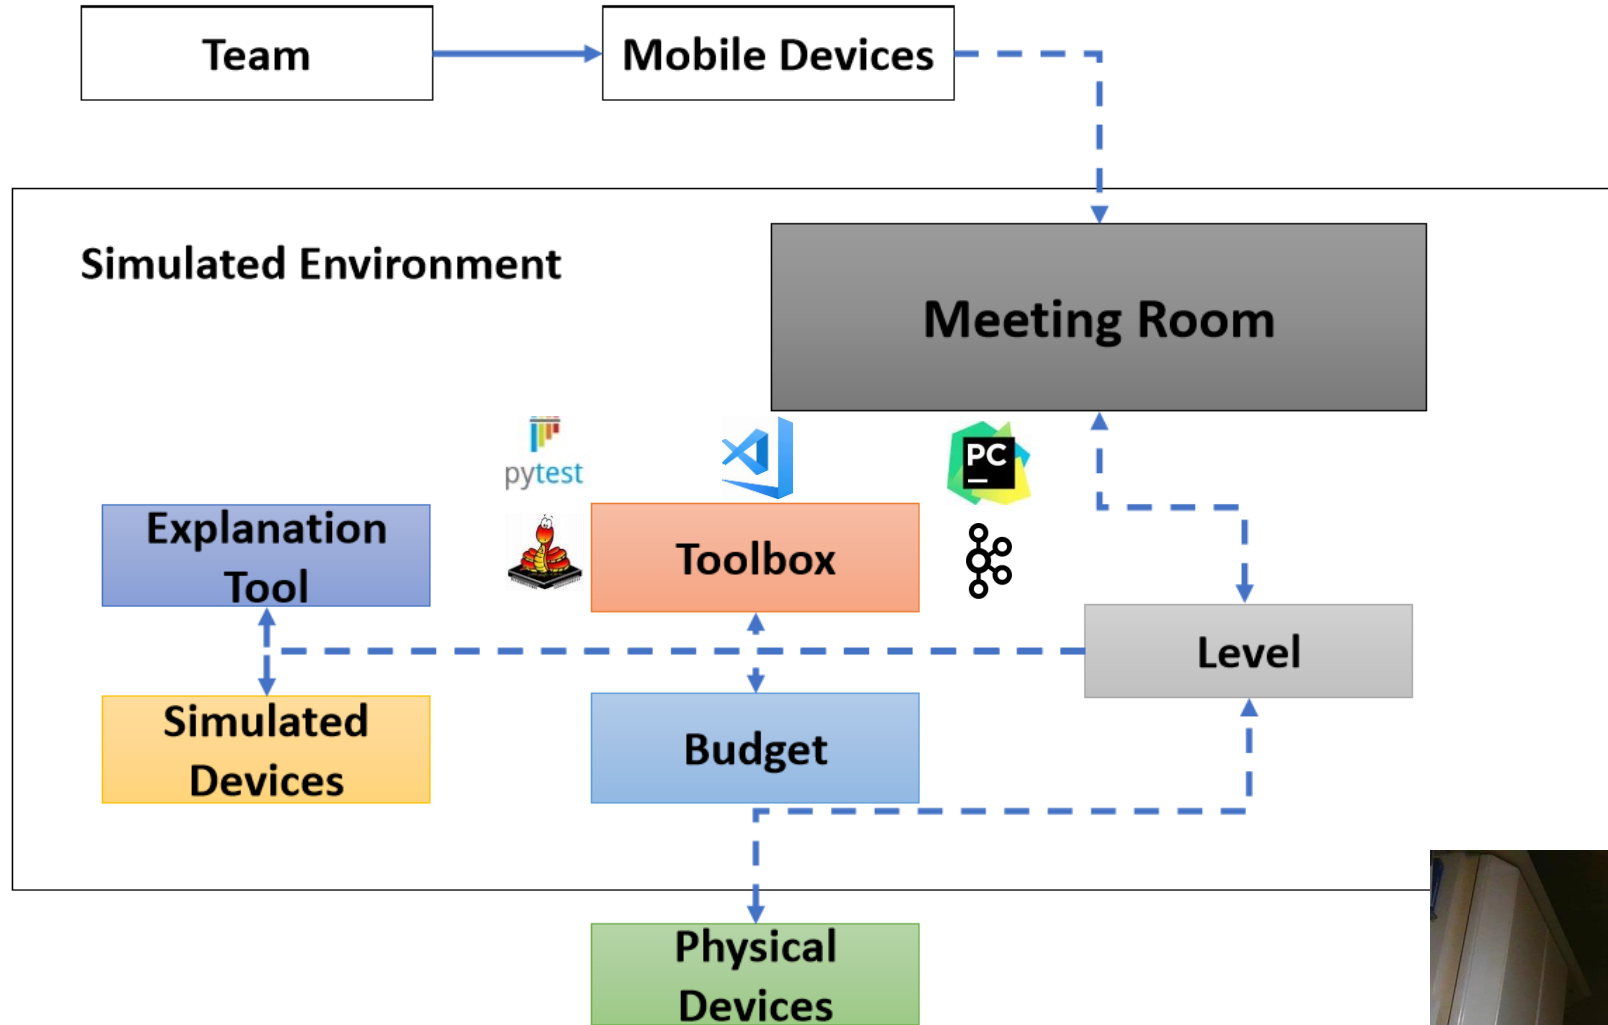 Team
Mobile Devices
Simulated Environment
Meeting Room
pytest
PC
Explanation
Tool
Toolbox
Level
Simulated
Devices
Budget
Physical
Devices